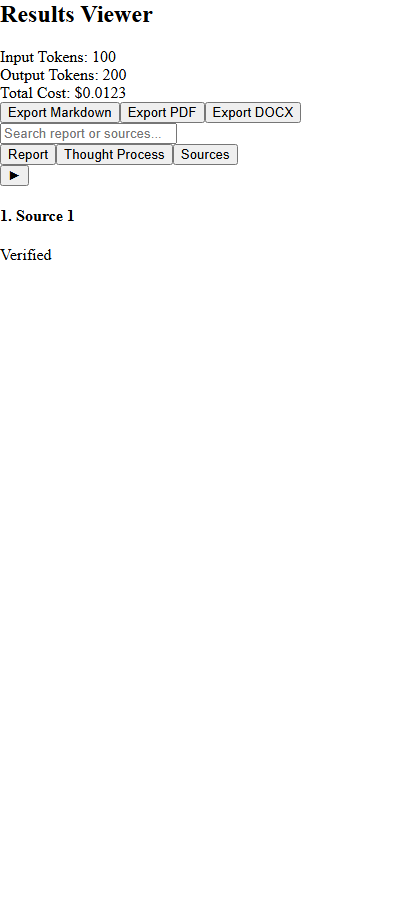 Results Viewer
Input Tokens: 100
Output Tokens: 200
Total Cost: $0.0123
Export Markdown Export PDF Export DOCX
Search report or sources...
Report Thought Process Sources
▶
1. Source 1
Verified